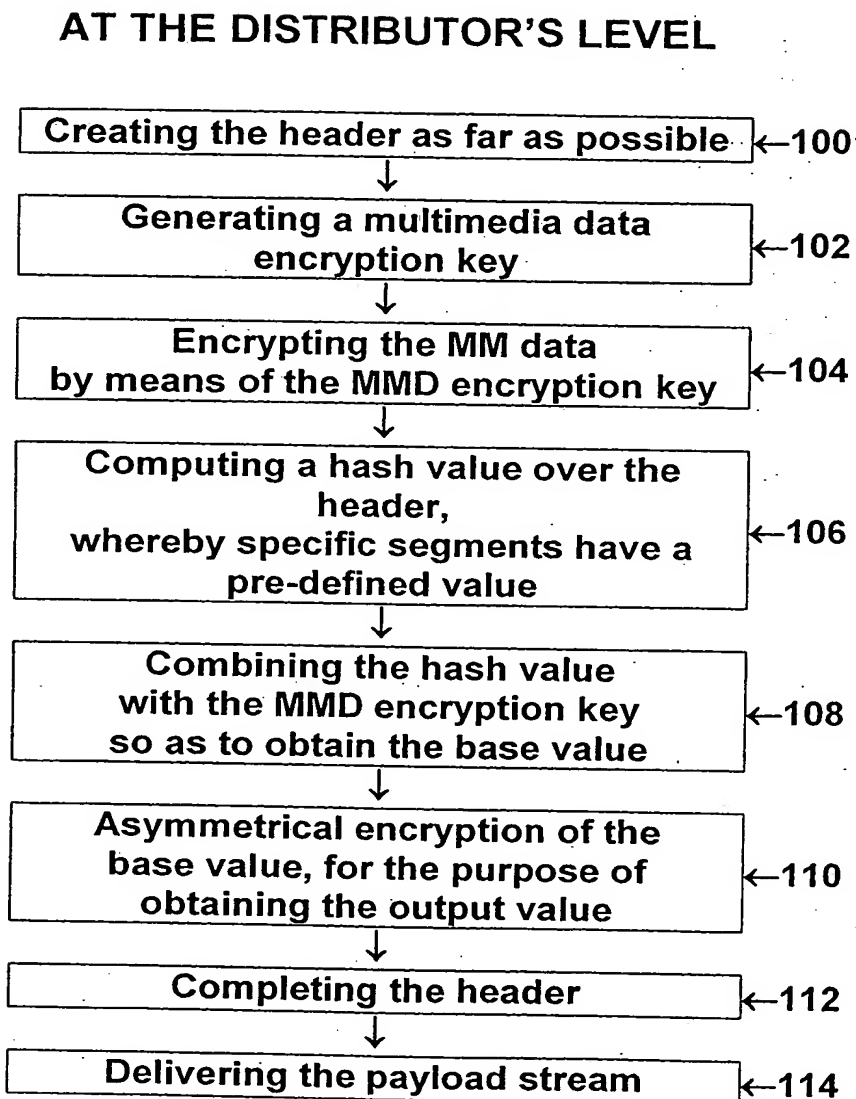 AT THE DISTRIBUTOR'S LEVEL
Creating the header as far as possible ←100
↓
Generating a multimedia data
encryption key ←102
↓
Encrypting the MM data
by means of the MMD encryption key ←104
↓
Computing a hash value over the
header,
whereby specific segments have a ←106
pre-defined value
↓
Combining the hash value
with the MMD encryption key ←108
so as to obtain the base value
↓
Asymmetrical encryption of the
base value, for the purpose of ←110
obtaining the output value
↓
Completing the header ←112
↓
Delivering the payload stream ←114